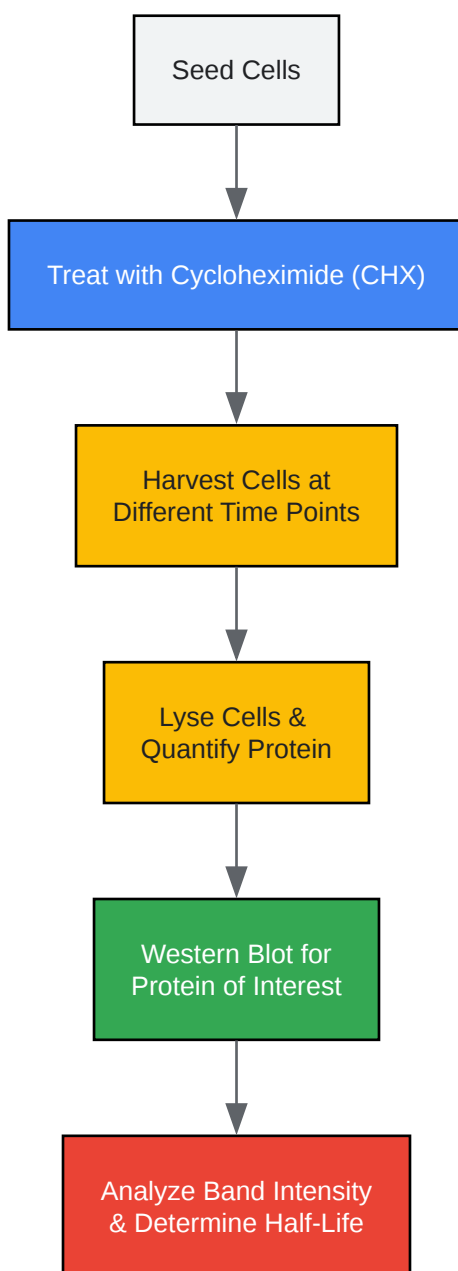 Seed Cells
Treat with Cycloheximide (CHX)
Harvest Cells at
Different Time Points
Lyse Cells &
Quantify Protein
Western Blot for
Protein of Interest
Analyze Band Intensity
& Determine Half-Life